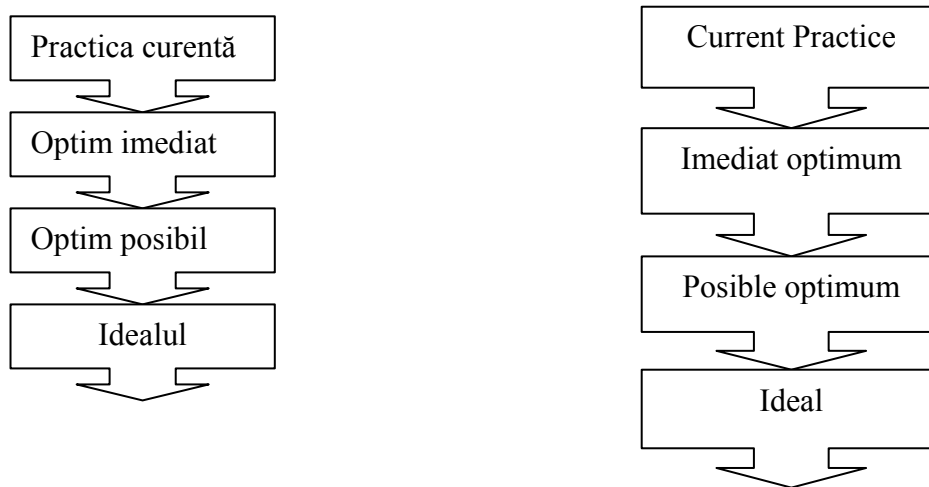 Practica curentă
Optim imediat
Optim posibil
Idealul
Current Practice
Imediat optimum
Posible optimum
Ideal